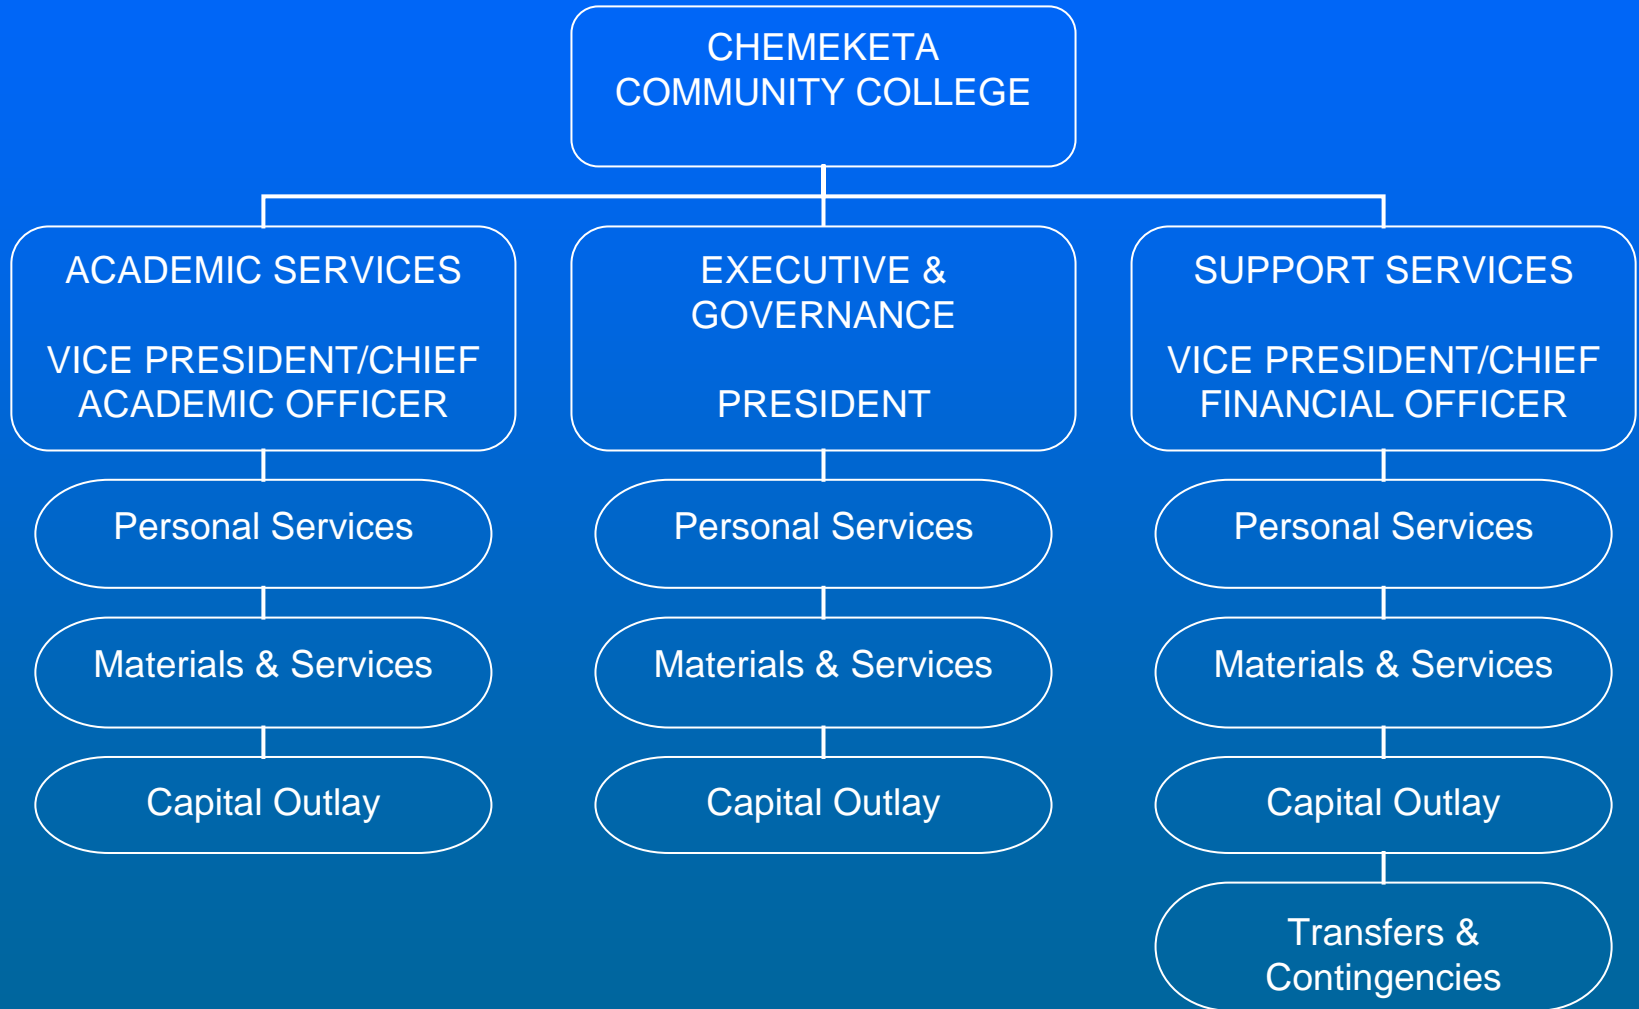 CHEMEKETA
COMMUNITY COLLEGE
ACADEMIC SERVICES
VICE PRESIDENT/CHIEF
ACADEMIC OFFICER
EXECUTIVE &
GOVERNANCE
PRESIDENT
SUPPORT SERVICES
VICE PRESIDENT/CHIEF
FINANCIAL OFFICER
Personal Services
Personal Services
Personal Services
Materials & Services
Materials & Services
Materials & Services
Capital Outlay
Capital Outlay
Capital Outlay
Transfers &
Contingencies